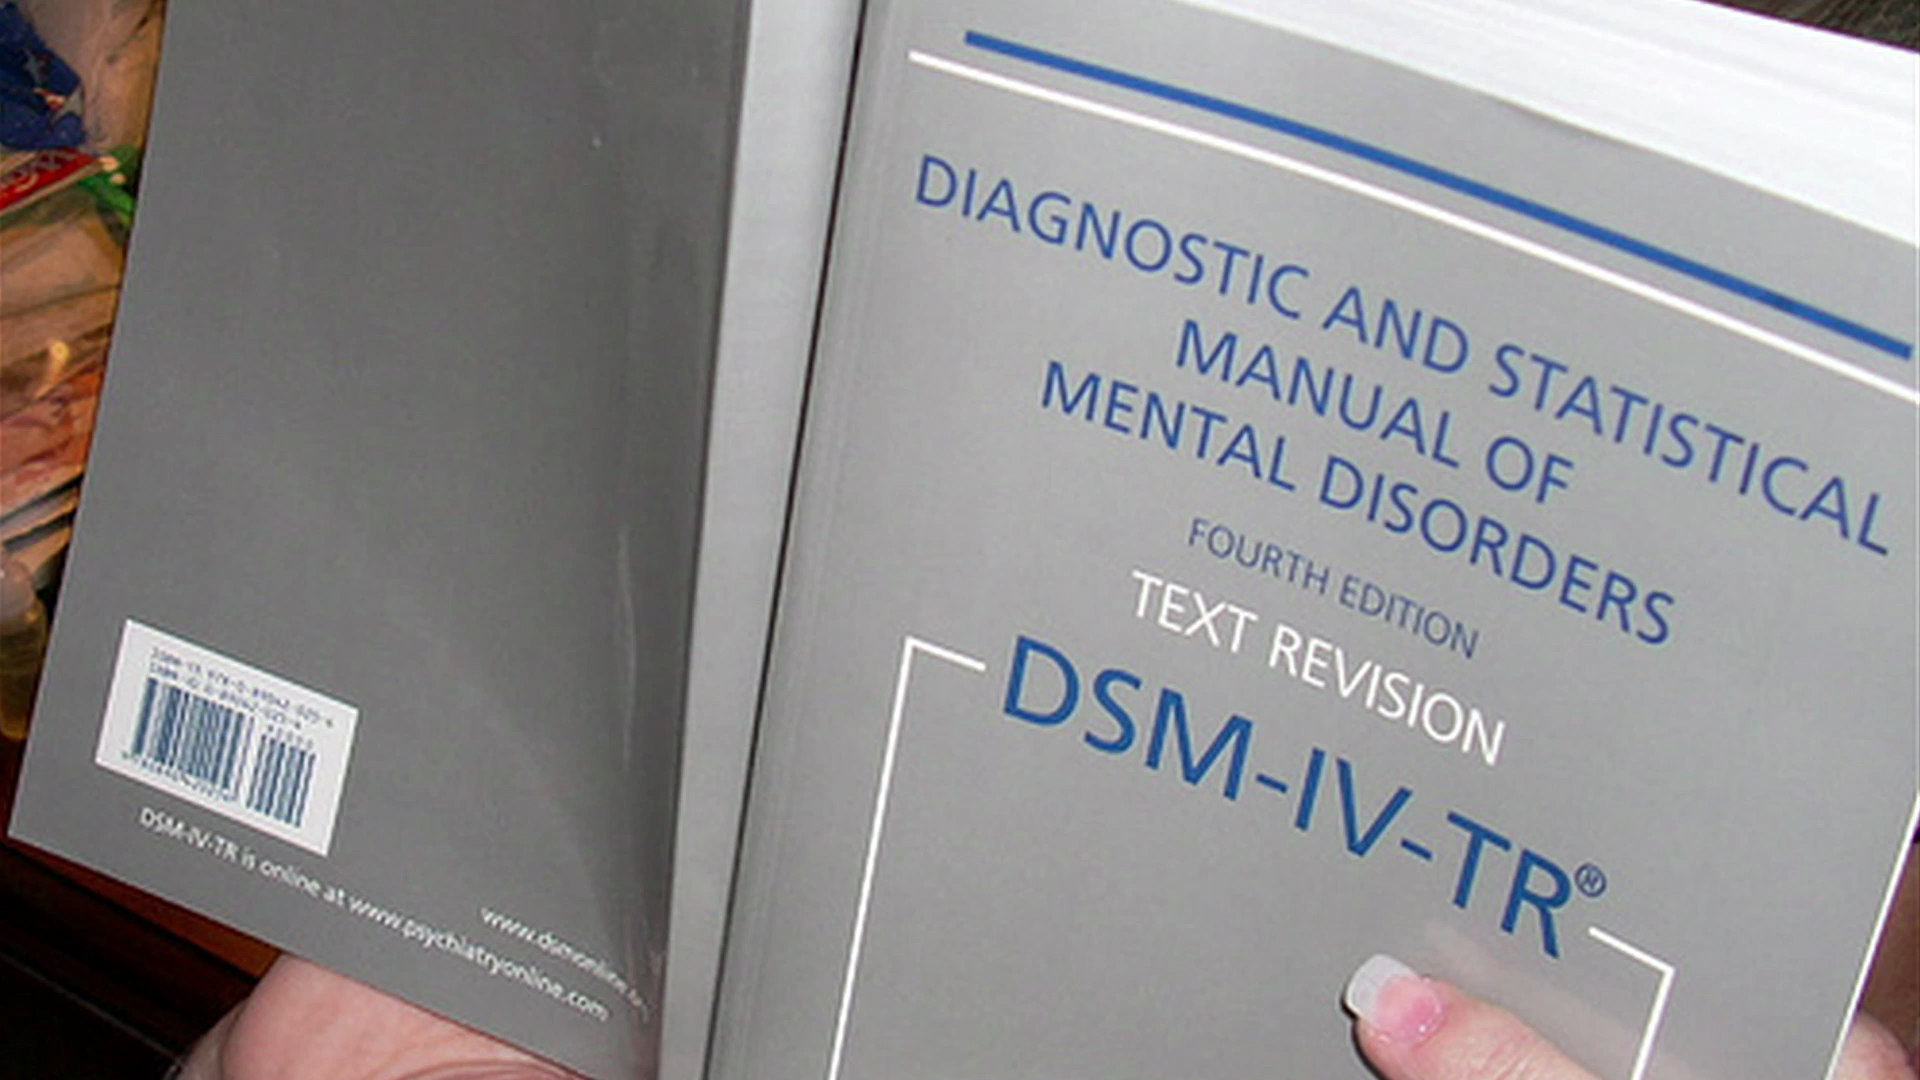 DIAGNOSTIC AND STATISTICAL
MANUAL OF
MENTAL DISORDERS
FOURTH EDITION
TEXT REVISION
DSM-IV-TR®
DSM-IV-TR is online at www.psychiatryonline.com
www.dsmonline